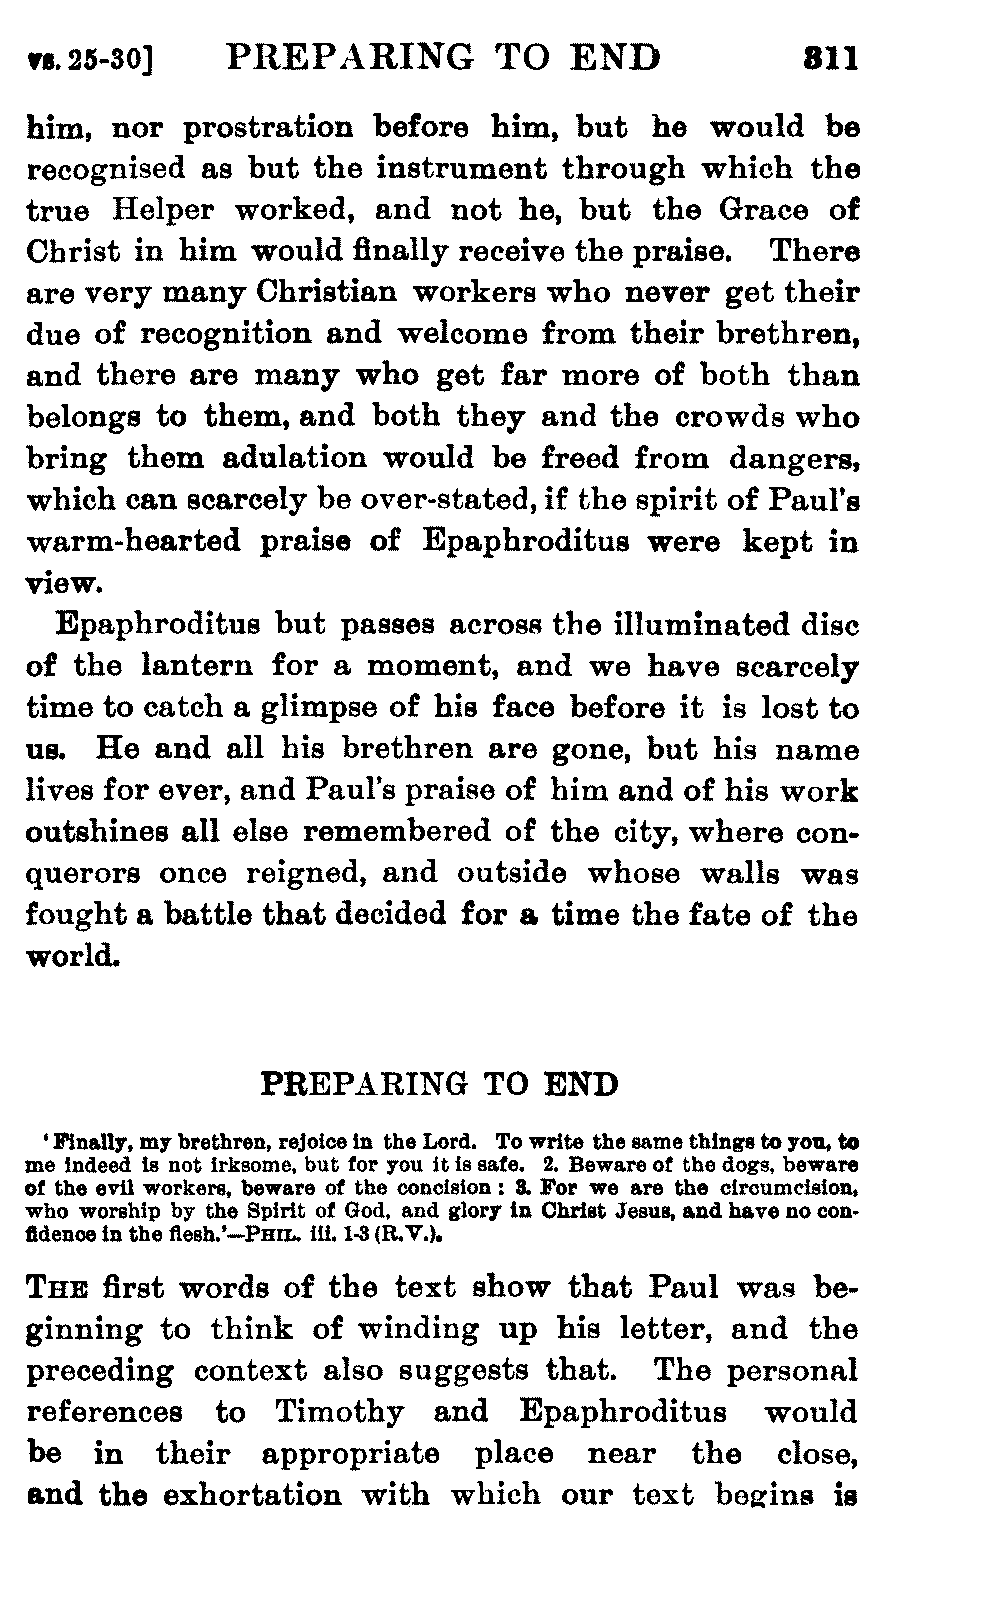 vs. 25-30] PREPARING TO END 311
him, nor prostration before him, but he would be
recognised as but the instrument through which the
true Helper worked, and not he, but the Grace of
Christ in him would finally receive the praise. There
are very many Christian workers who never get their
due of recognition and welcome from their brethren,
and there are many who get far more of both than
belongs to them, and both they and the crowds who
bring them adulation would be freed from dangers,
which can scarcely be over-stated, if the spirit of Paul's
warm-hearted praise of Epaphroditus were kept in
view.
Epaphroditus but passes across the illuminated disc
of the lantern for a moment, and we have scarcely
time to catch a glimpse of his face before it is lost to
us. He and all his brethren are gone, but his name
lives for ever, and Paul's praise of him and of his work
outshines all else remembered of the city, where con-
querors once reigned, and outside whose walls was
fought a battle that decided for a time the fate of the
world.
PREPARING TO END
'Finally, my brethren, rejoice in the Lord. To write the same things to you, to
me indeed is not irksome, but for you it is safe. 2. Beware of the dogs, beware
of the evil workers, beware of the concision: 3. For we are the circumcision,
who worship by the Spirit of God, and glory in Christ Jesus, and have no con-
fidence in the flesh.'—PHIL. iii. 1-3 (R.V.).
THE first words of the text show that Paul was be-
ginning to think of winding up his letter, and the
preceding context also suggests that. The personal
references to Timothy and Epaphroditus would
be in their appropriate place near the close,
and the exhortation with which our text begins is